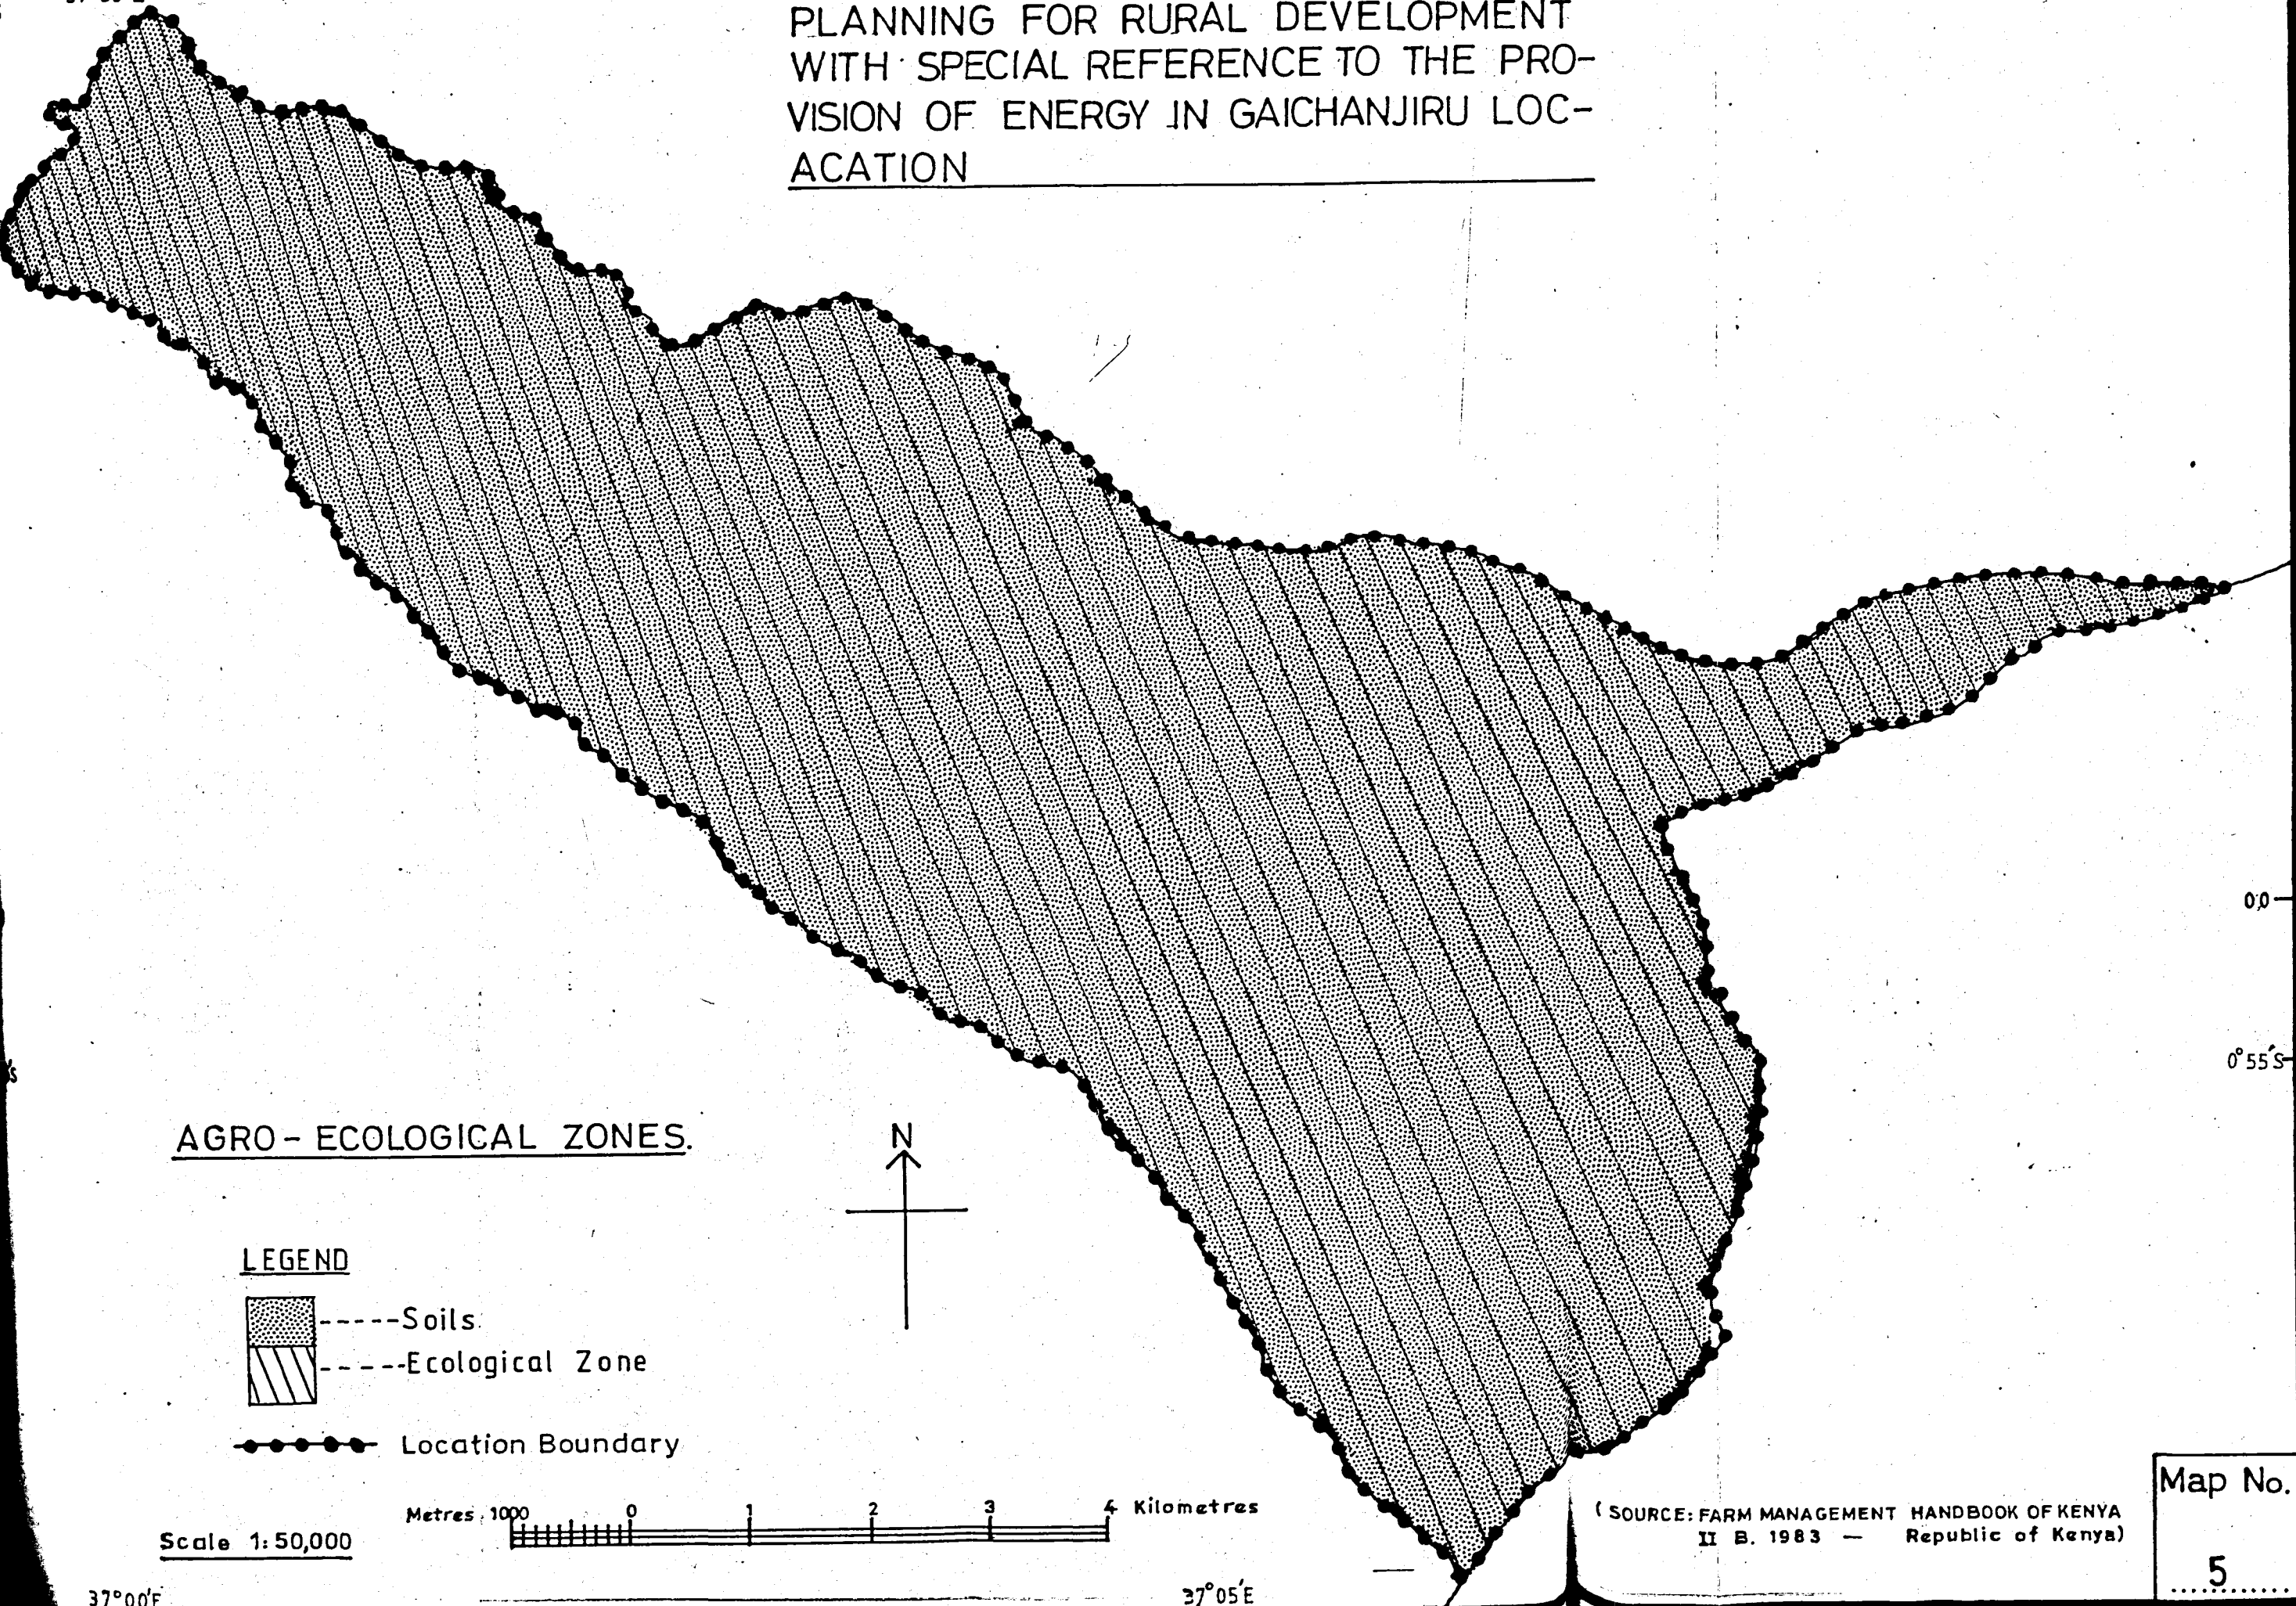 PLANNING FOR RURAL DEVELOPMENT
WITH SPECIAL REFERENCE TO THE PRO-
VISION OF ENERGY IN GAICHANJIRU LOC-
ACATION
0;0
0°55'S
'S
AGRO-ECOLOGICAL ZONES.
N
LEGEND
-----Soils
-----Ecological Zone
Location Boundary
Metres 1000 0 1 2 3 4 Kilometres
Scale 1:50,000
(SOURCE: FARM MANAGEMENT HANDBOOK OF KENYA
II B. 1983 — Republic of Kenya)
Map No.
5
37°00'E
37°05'E